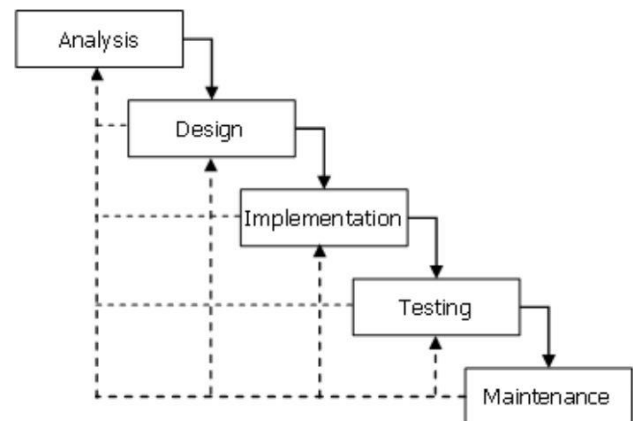 Analysis
Design
Implementation
Testing
Maintenance